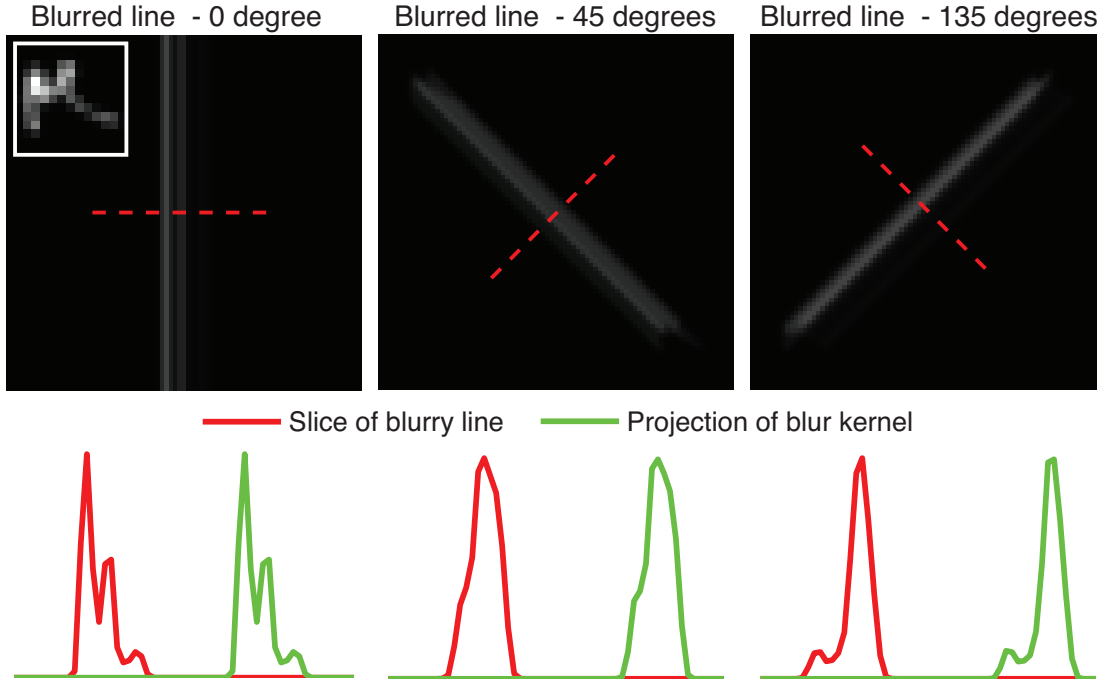 Blurred line - 0 degree
Blurred line - 45 degrees
Blurred line - 135 degrees
Slice of blurry line
Projection of blur kernel